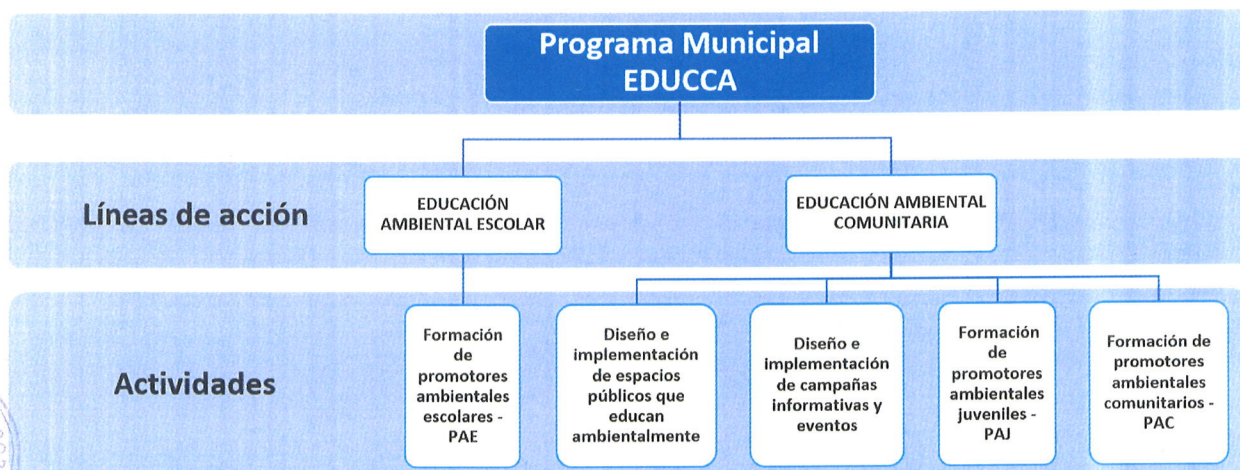 Programa Municipal
EDUCCA
Líneas de acción
EDUCACIÓN
AMBIENTAL ESCOLAR
EDUCACIÓN AMBIENTAL
COMUNITARIA
Actividades
Formación
de
promotores
ambientales
escolares -
PAE
Diseño e
implementación
de espacios
públicos que
educan
ambientalmente
Diseño e
implementación
de campañas
informativas y
eventos
Formación
de
promotores
ambientales
juveniles -
PAJ
Formación de
promotores
ambientales
comunitarios -
PAC